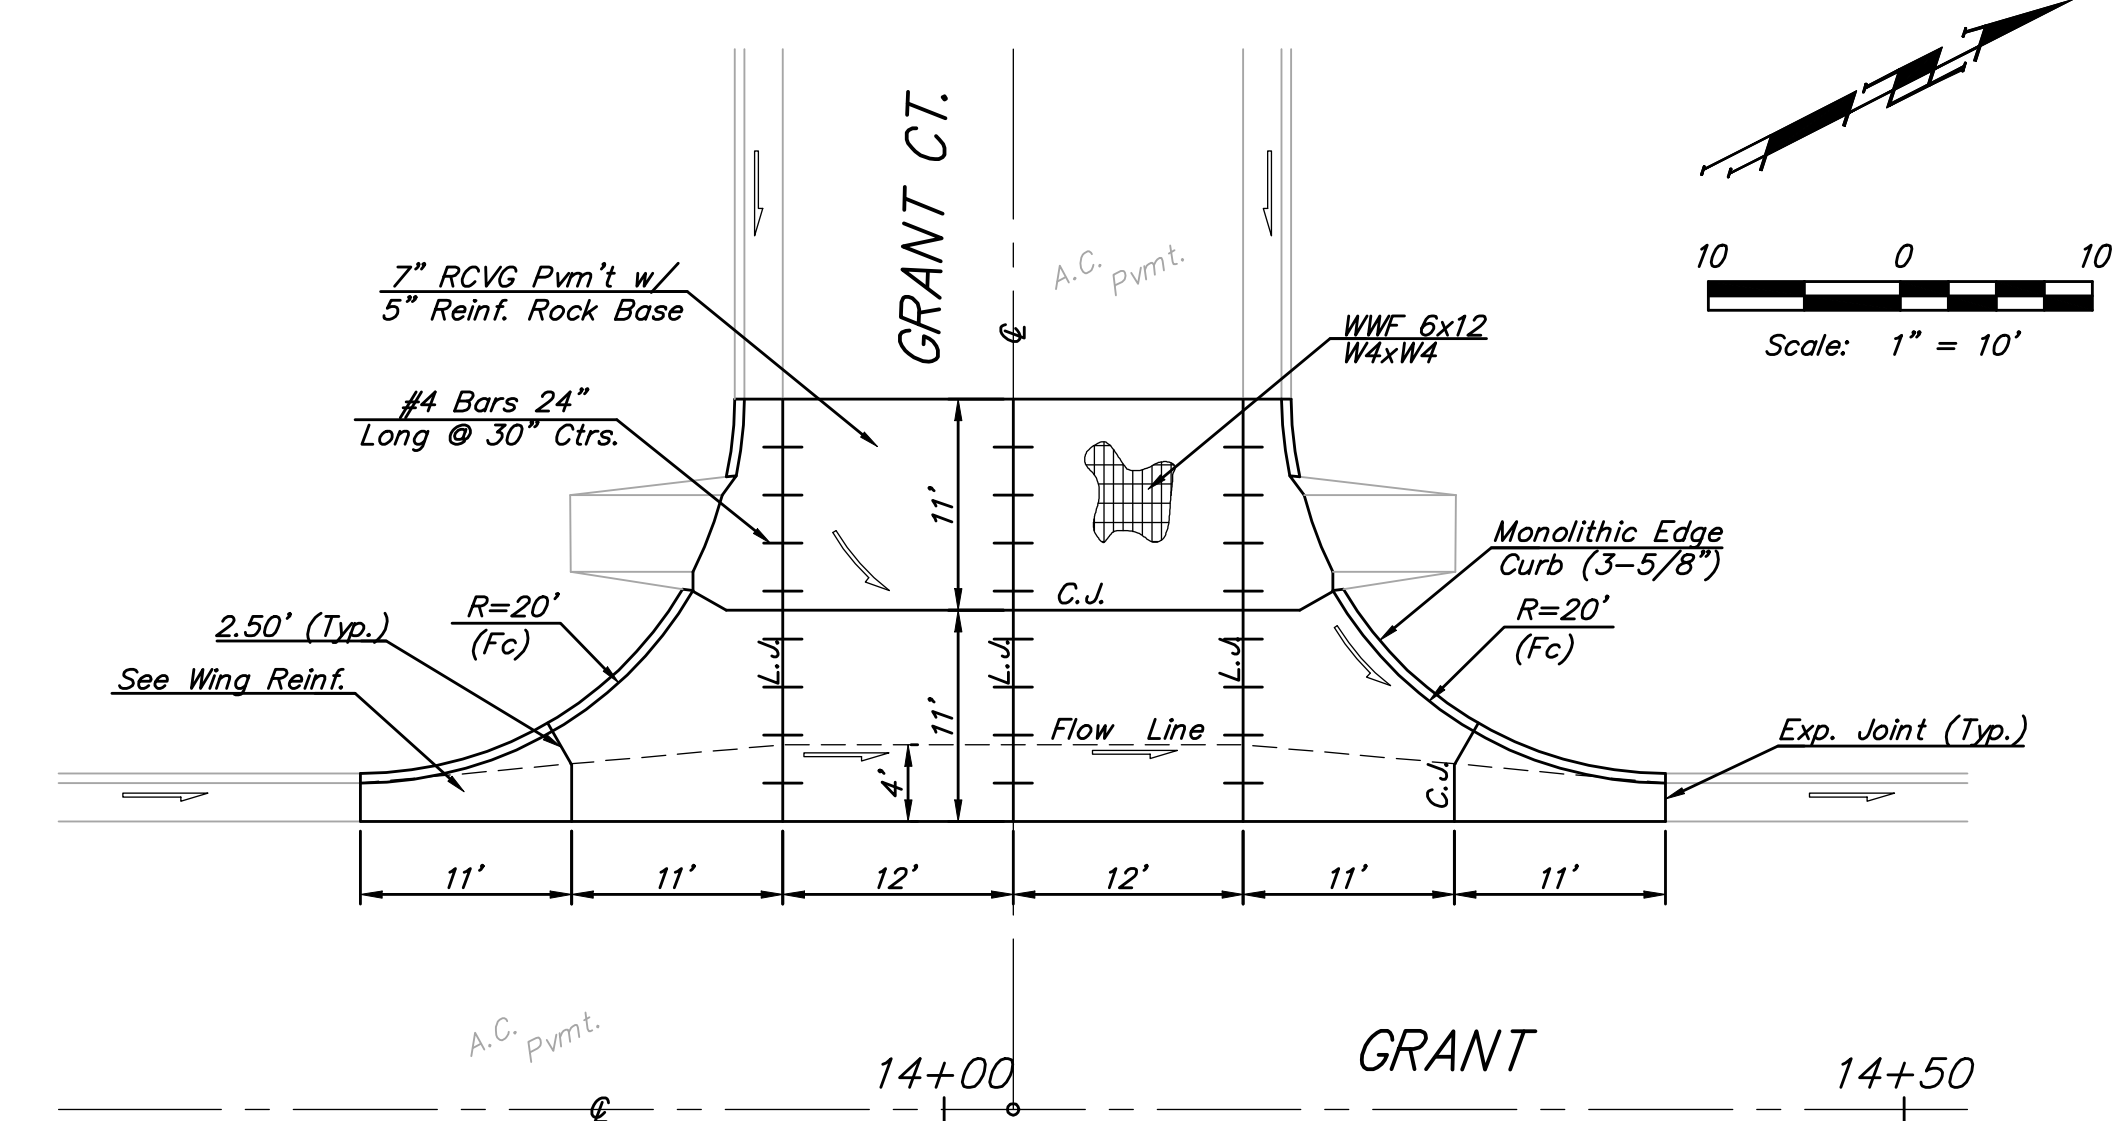 GRANT CT.
10 0 10
Scale: 1" = 10'
A.C.
Pvmt.
7" RCVG Pvm't w/
5" Reinf. Rock Base
℄
WWF 6x12
W4xW4
#4 Bars 24"
Long @ 30" Ctrs.
11'
Monolithic Edge
Curb (3-5/8")
C.J.
R=20'
(Fc)
R=20'
(Fc)
2.50' (Typ.)
See Wing Reinf.
L.J.
L.J.
L.J.
11'
Flow Line
Exp. Joint (Typ.)
4'
C.J.
11' 11' 12' 12' 11' 11'
A.C.
Pvmt.
GRANT
14+00
14+50
℄